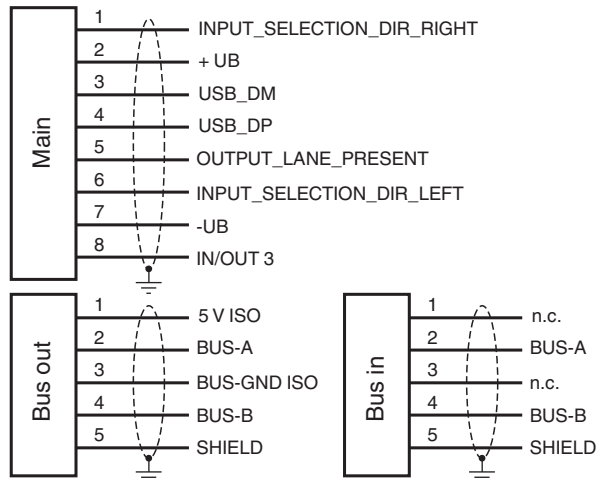 Main
1 INPUT_SELECTION_DIR_RIGHT
2 + UB
3 USB_DM
4 USB_DP
5 OUTPUT_LANE_PRESENT
6 INPUT_SELECTION_DIR_LEFT
7 -UB
8 IN/OUT 3
Bus out
1 5 V ISO
2 BUS-A
3 BUS-GND ISO
4 BUS-B
5 SHIELD
Bus in
1 n.c.
2 BUS-A
3 n.c.
4 BUS-B
5 SHIELD